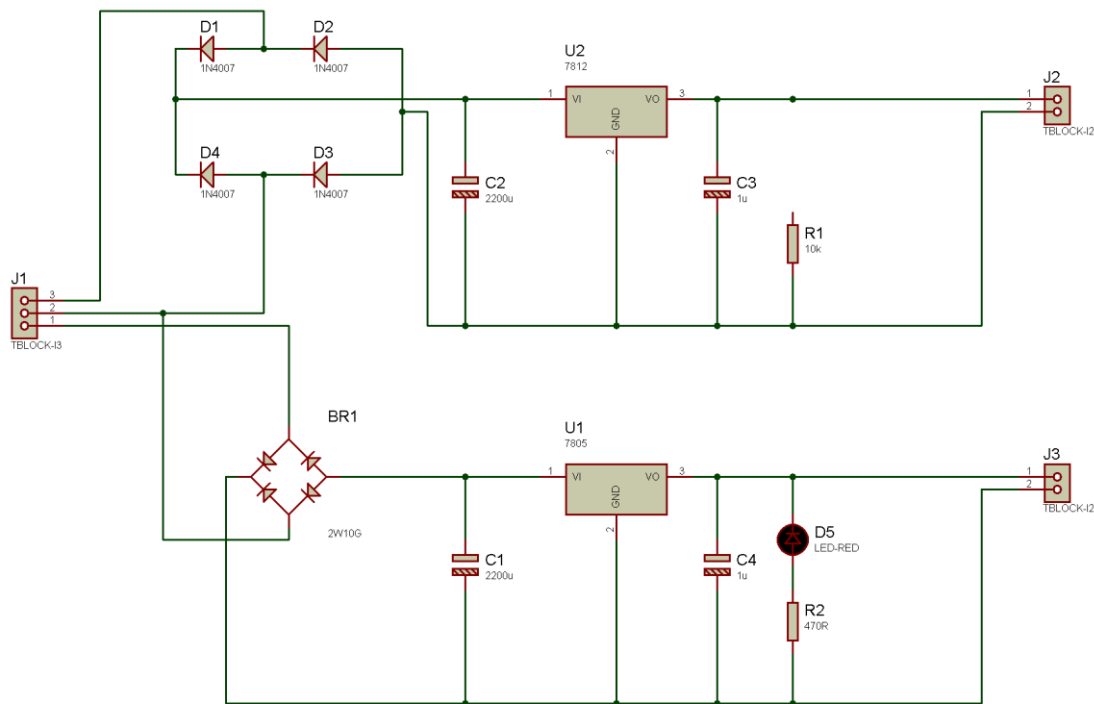 D1
1N4007
D2
1N4007
D4
1N4007
D3
1N4007
U2
7812
1
VI
VO
3
GND
2
C2
2200u
C3
1u
R1
10k
J2
1
2
TBLOCK-I2
J1
3
2
1
TBLOCK-I3
BR1
2W10G
U1
7805
1
VI
VO
3
GND
2
C1
2200u
C4
1u
D5
LED-RED
R2
470R
J3
1
2
TBLOCK-I2